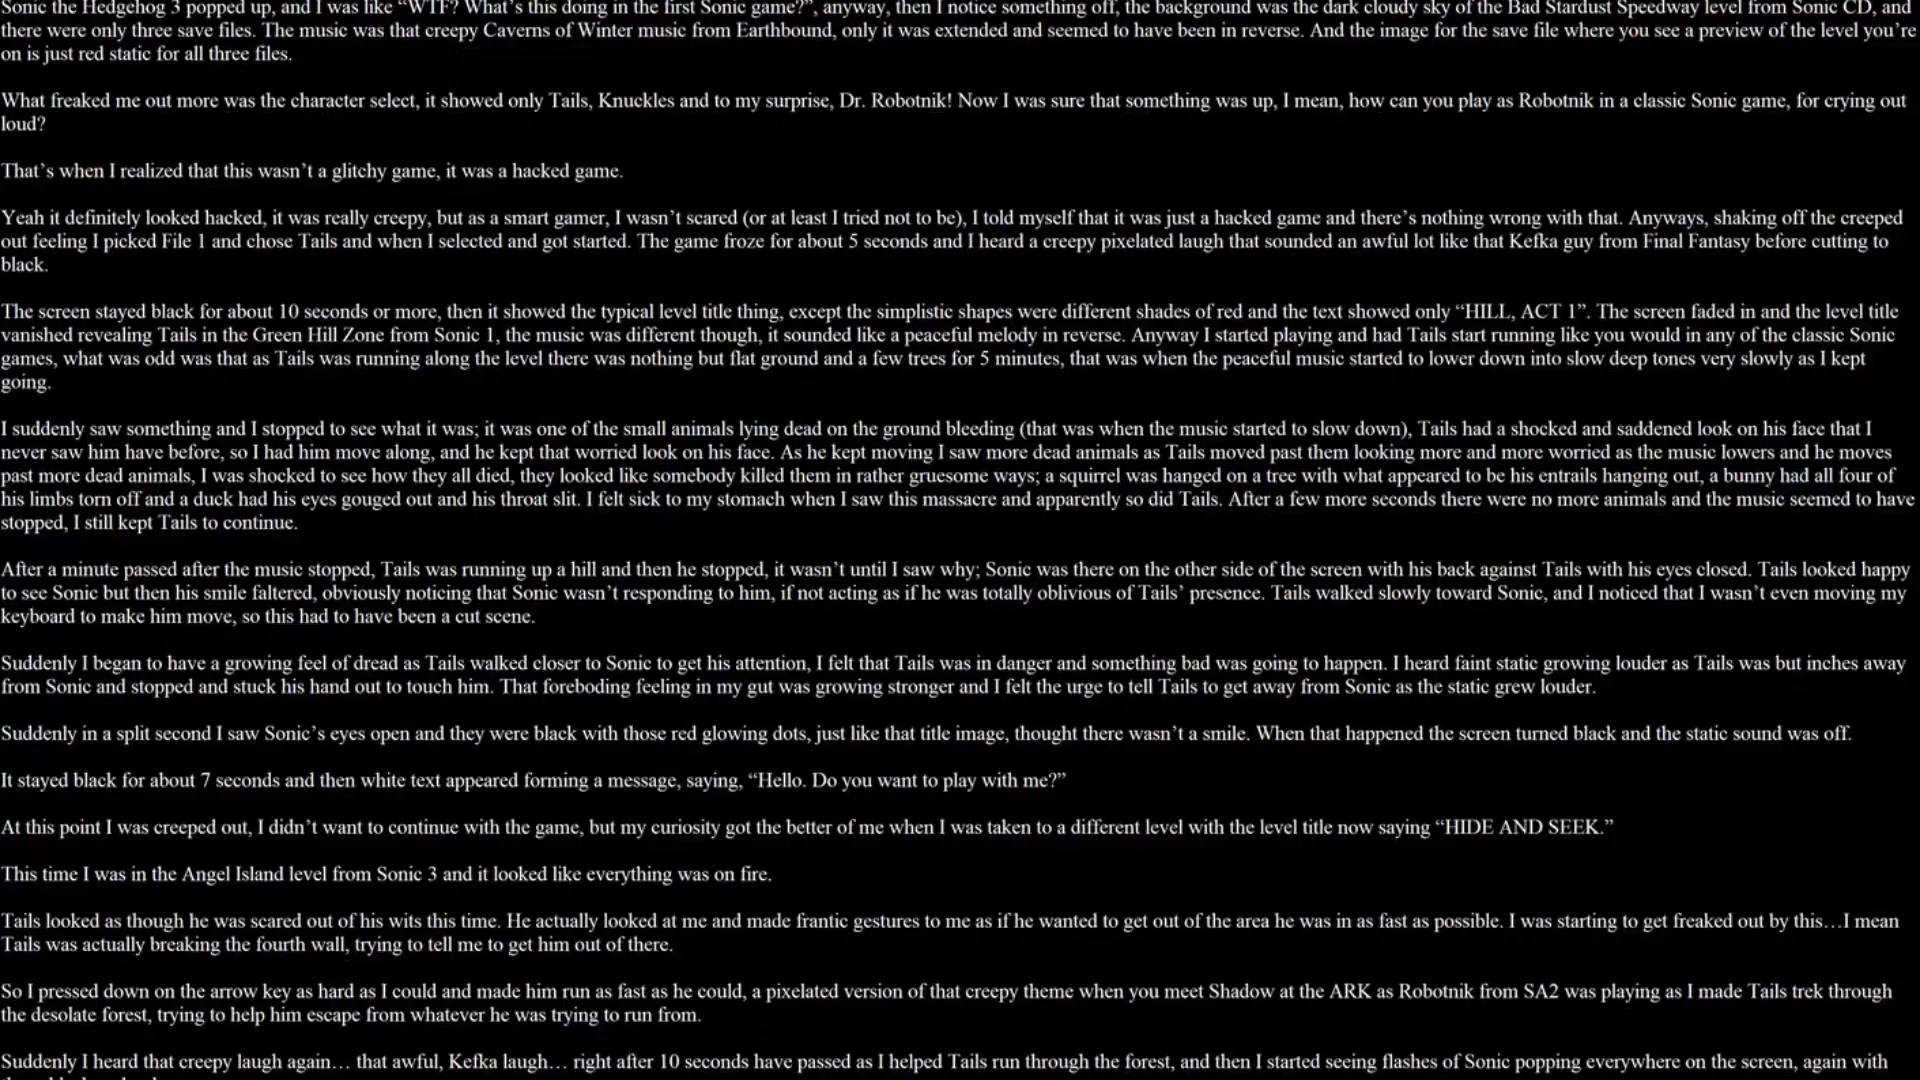 Sonic the Hedgehog 3 popped up, and I was like “WTF? What’s this doing in the first Sonic game?”, anyway, then I notice something off, the background was the dark cloudy sky of the Bad Stardust Speedway level from Sonic CD, and
there were only three save files. The music was that creepy Caverns of Winter music from Earthbound, only it was extended and seemed to have been in reverse. And the image for the save file where you see a preview of the level you’re
on is just red static for all three files.
What freaked me out more was the character select, it showed only Tails, Knuckles and to my surprise, Dr. Robotnik! Now I was sure that something was up, I mean, how can you play as Robotnik in a classic Sonic game, for crying out
loud?
That’s when I realized that this wasn’t a glitchy game, it was a hacked game.
Yeah it definitely looked hacked, it was really creepy, but as a smart gamer, I wasn’t scared (or at least I tried not to be), I told myself that it was just a hacked game and there’s nothing wrong with that. Anyways, shaking off the creeped
out feeling I picked File 1 and chose Tails and when I selected and got started. The game froze for about 5 seconds and I heard a creepy pixelated laugh that sounded an awful lot like that Kefka guy from Final Fantasy before cutting to
black.
The screen stayed black for about 10 seconds or more, then it showed the typical level title thing, except the simplistic shapes were different shades of red and the text showed only “HILL, ACT 1”. The screen faded in and the level title
vanished revealing Tails in the Green Hill Zone from Sonic 1, the music was different though, it sounded like a peaceful melody in reverse. Anyway I started playing and had Tails start running like you would in any of the classic Sonic
games, what was odd was that as Tails was running along the level there was nothing but flat ground and a few trees for 5 minutes, that was when the peaceful music started to lower down into slow deep tones very slowly as I kept
going.
I suddenly saw something and I stopped to see what it was; it was one of the small animals lying dead on the ground bleeding (that was when the music started to slow down), Tails had a shocked and saddened look on his face that I
never saw him have before, so I had him move along, and he kept that worried look on his face. As he kept moving I saw more dead animals as Tails moved past them looking more and more worried as the music lowers and he moves
past more dead animals, I was shocked to see how they all died, they looked like somebody killed them in rather gruesome ways; a squirrel was hanged on a tree with what appeared to be his entrails hanging out, a bunny had all four of
his limbs torn off and a duck had his eyes gouged out and his throat slit. I felt sick to my stomach when I saw this massacre and apparently so did Tails. After a few more seconds there were no more animals and the music seemed to have
stopped, I still kept Tails to continue.
After a minute passed after the music stopped, Tails was running up a hill and then he stopped, it wasn’t until I saw why; Sonic was there on the other side of the screen with his back against Tails with his eyes closed. Tails looked happy
to see Sonic but then his smile faltered, obviously noticing that Sonic wasn’t responding to him, if not acting as if he was totally oblivious of Tails’ presence. Tails walked slowly toward Sonic, and I noticed that I wasn’t even moving my
keyboard to make him move, so this had to have been a cut scene.
Suddenly I began to have a growing feel of dread as Tails walked closer to Sonic to get his attention, I felt that Tails was in danger and something bad was going to happen. I heard faint static growing louder as Tails was but inches away
from Sonic and stopped and stuck his hand out to touch him. That foreboding feeling in my gut was growing stronger and I felt the urge to tell Tails to get away from Sonic as the static grew louder.
Suddenly in a split second I saw Sonic’s eyes open and they were black with those red glowing dots, just like that title image, thought there wasn’t a smile. When that happened the screen turned black and the static sound was off.
It stayed black for about 7 seconds and then white text appeared forming a message, saying, “Hello. Do you want to play with me?”
At this point I was creeped out, I didn’t want to continue with the game, but my curiosity got the better of me when I was taken to a different level with the level title now saying “HIDE AND SEEK.”
This time I was in the Angel Island level from Sonic 3 and it looked like everything was on fire.
Tails looked as though he was scared out of his wits this time. He actually looked at me and made frantic gestures to me as if he wanted to get out of the area he was in as fast as possible. I was starting to get freaked out by this…I mean
Tails was actually breaking the fourth wall, trying to tell me to get him out of there.
So I pressed down on the arrow key as hard as I could and made him run as fast as he could, a pixelated version of that creepy theme when you meet Shadow at the ARK as Robotnik from SA2 was playing as I made Tails trek through
the desolate forest, trying to help him escape from whatever he was trying to run from.
Suddenly I heard that creepy laugh again… that awful, Kefka laugh… right after 10 seconds have passed as I helped Tails run through the forest, and then I started seeing flashes of Sonic popping everywhere on the screen, again with